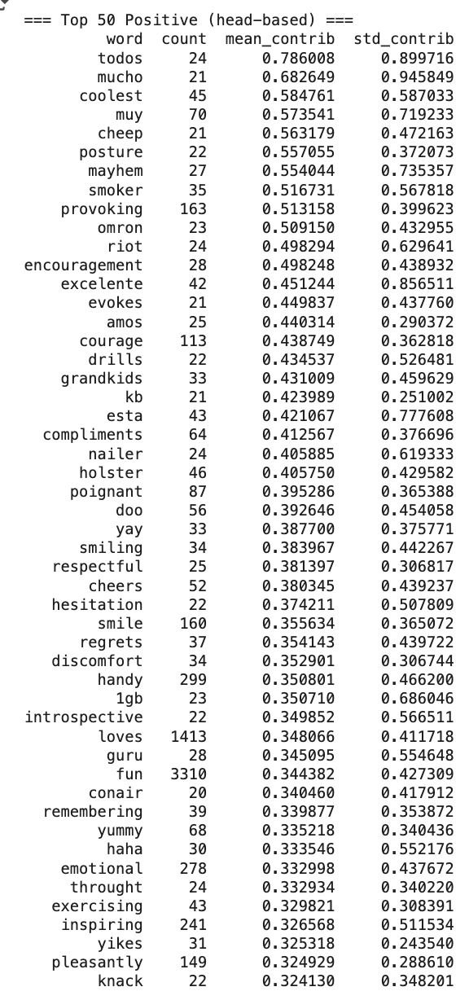 === Top 50 Positive (head-based) ===
word count mean_contrib std_contrib
todos 24 0.786008 0.899716
mucho 21 0.682649 0.945849
coolest 45 0.584761 0.587033
muy 70 0.573541 0.719233
cheep 21 0.563179 0.472163
posture 22 0.557055 0.372073
mayhem 27 0.554044 0.735357
smoker 35 0.516731 0.567818
provoking 163 0.513158 0.399623
omron 23 0.509150 0.432955
riot 24 0.498294 0.629641
encouragement 28 0.498248 0.438932
excelente 42 0.451244 0.856511
evokes 21 0.449837 0.437760
amos 25 0.440314 0.290372
courage 113 0.438749 0.362818
drills 22 0.434537 0.526481
grandkids 33 0.431009 0.459629
kb 21 0.423989 0.251002
esta 43 0.421067 0.777608
compliments 64 0.412567 0.376696
nailer 24 0.405885 0.619333
holster 46 0.405750 0.429582
poignant 87 0.395286 0.365388
doo 56 0.392646 0.454058
yay 33 0.387700 0.375771
smiling 34 0.383967 0.442267
respectful 25 0.381397 0.306817
cheers 52 0.380345 0.439237
hesitation 22 0.374211 0.507809
smile 160 0.355634 0.365072
regrets 37 0.354143 0.439722
discomfort 34 0.352901 0.306744
handy 299 0.350801 0.466200
1gb 23 0.350710 0.686046
introspective 22 0.349852 0.566511
loves 1413 0.348066 0.411718
guru 28 0.345095 0.554648
fun 3310 0.344382 0.427309
conair 20 0.340460 0.417912
remembering 39 0.339877 0.353872
yummy 68 0.335218 0.340436
haha 30 0.333546 0.552176
emotional 278 0.332998 0.437672
throught 24 0.332934 0.340220
exercising 43 0.329821 0.308391
inspiring 241 0.326568 0.511534
yikes 31 0.325318 0.243540
pleasantly 149 0.324929 0.288610
knack 22 0.324130 0.348201